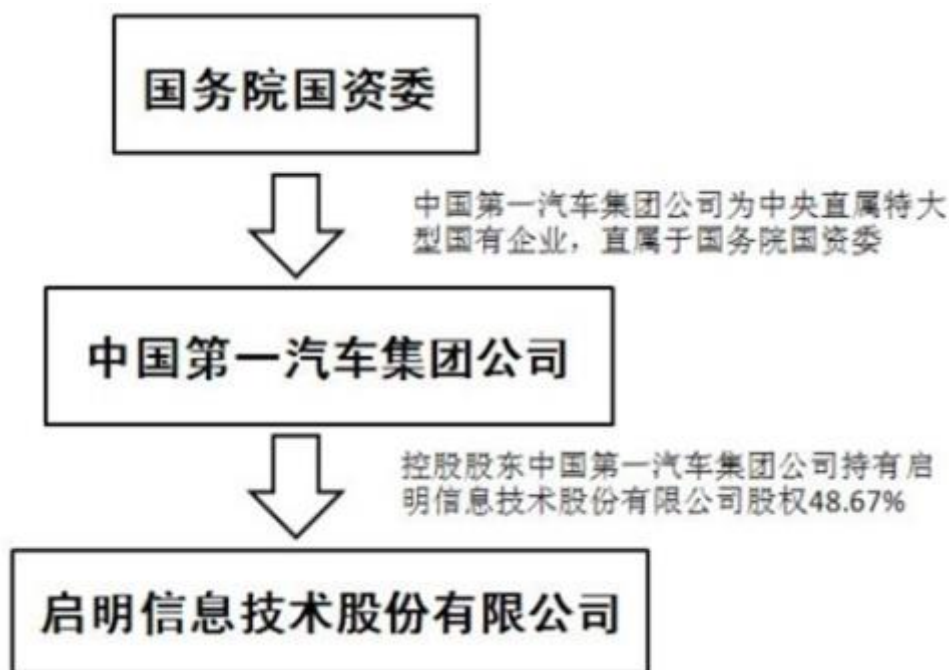 国务院国资委
中国第一汽车集团公司为中央直属特大
型国有企业，直属于国务院国资委
中国第一汽车集团公司
控股股东中国第一汽车集团公司持有启
明信息技术股份有限公司股权48.67%
启明信息技术股份有限公司